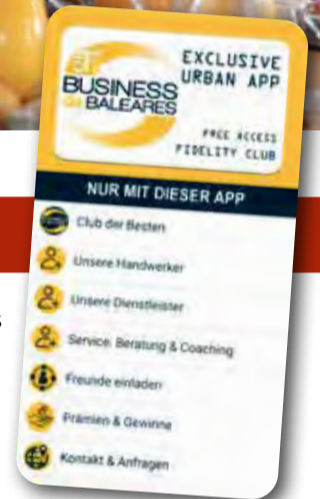 EXCLUSIVE
URBAN APP
BUSINESS
de BALEARES
FREE ACCESS
FIDELITY CLUB
NUR MIT DIESER APP
Club der Besten
Unsere Handwerker
Unsere Dienstleister
Service, Beratung & Coaching
Freunde einladen
Prämien & Gewinne
Kontakt & Anfragen